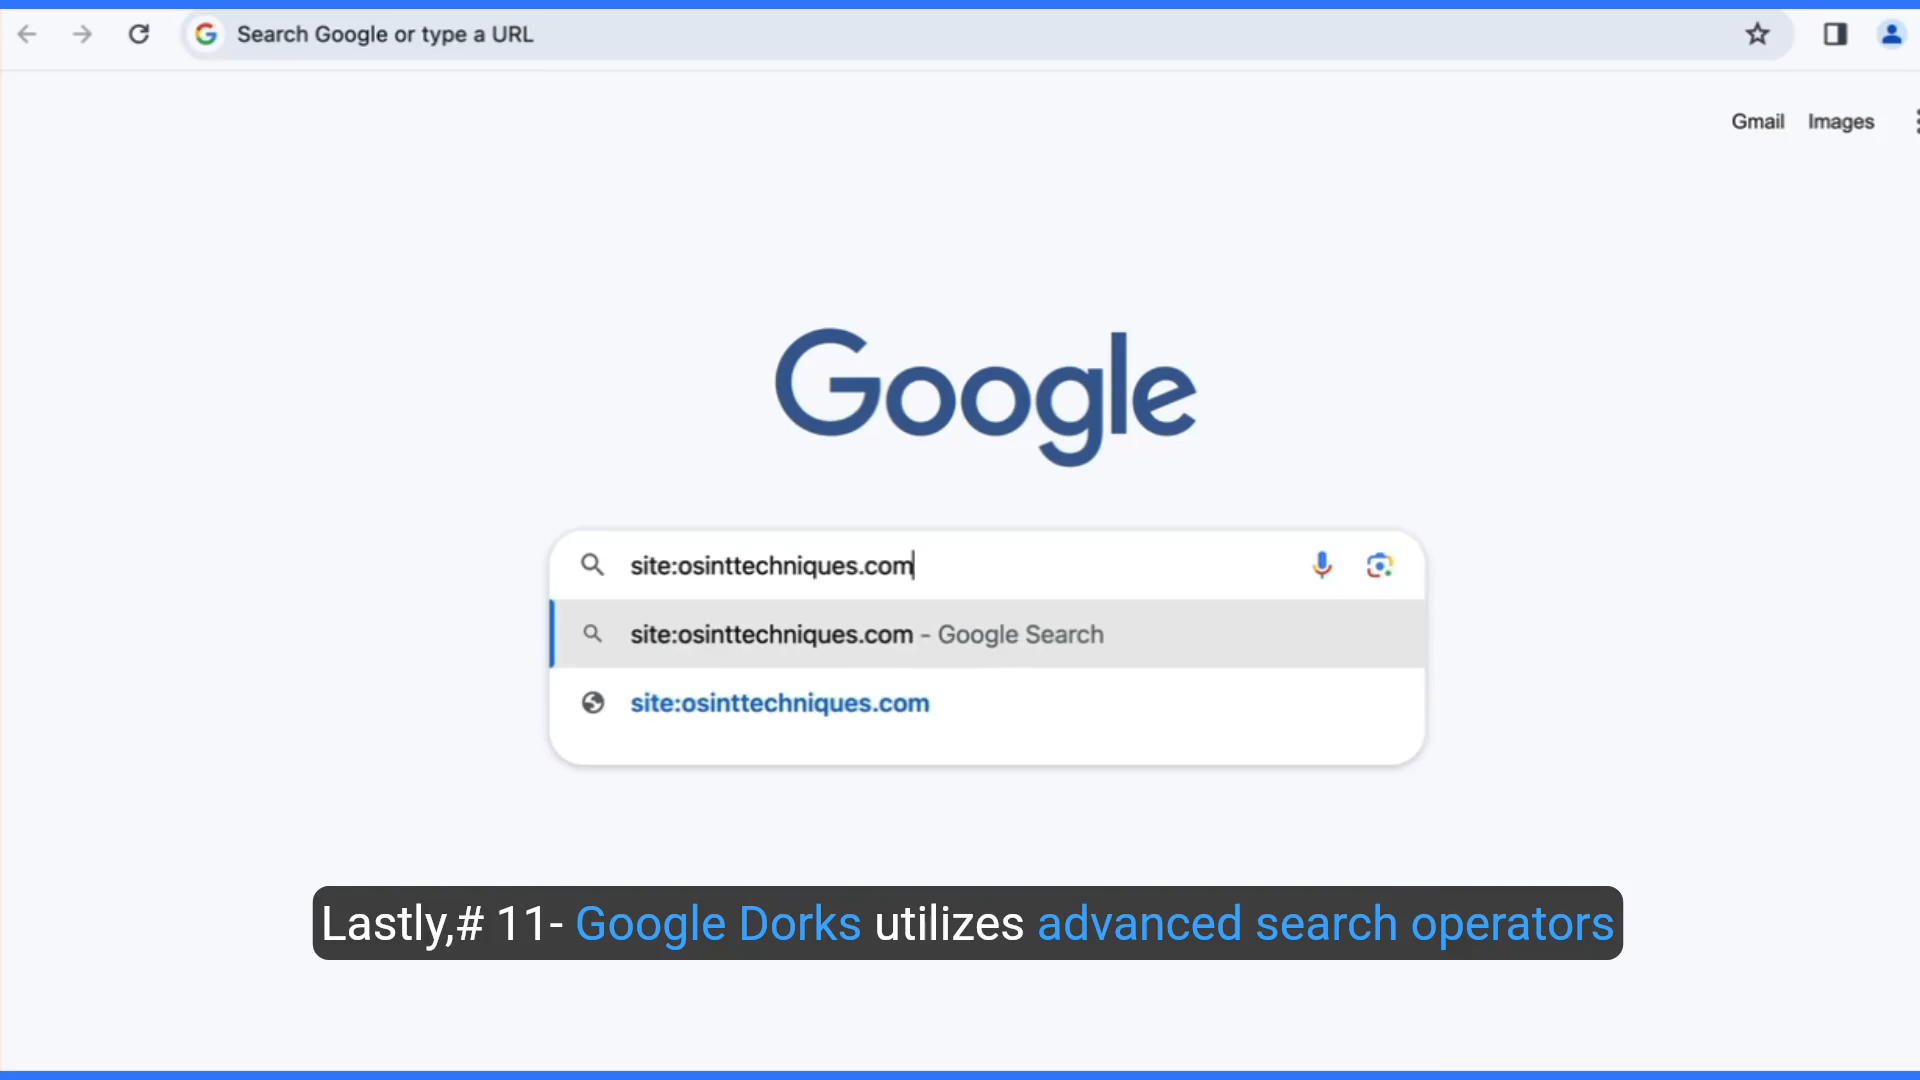 Search Google or type a URL
Gmail Images
Google
site:osinttechniques.com
site:osinttechniques.com - Google Search
site:osinttechniques.com
Lastly,# 11- Google Dorks utilizes advanced search operators